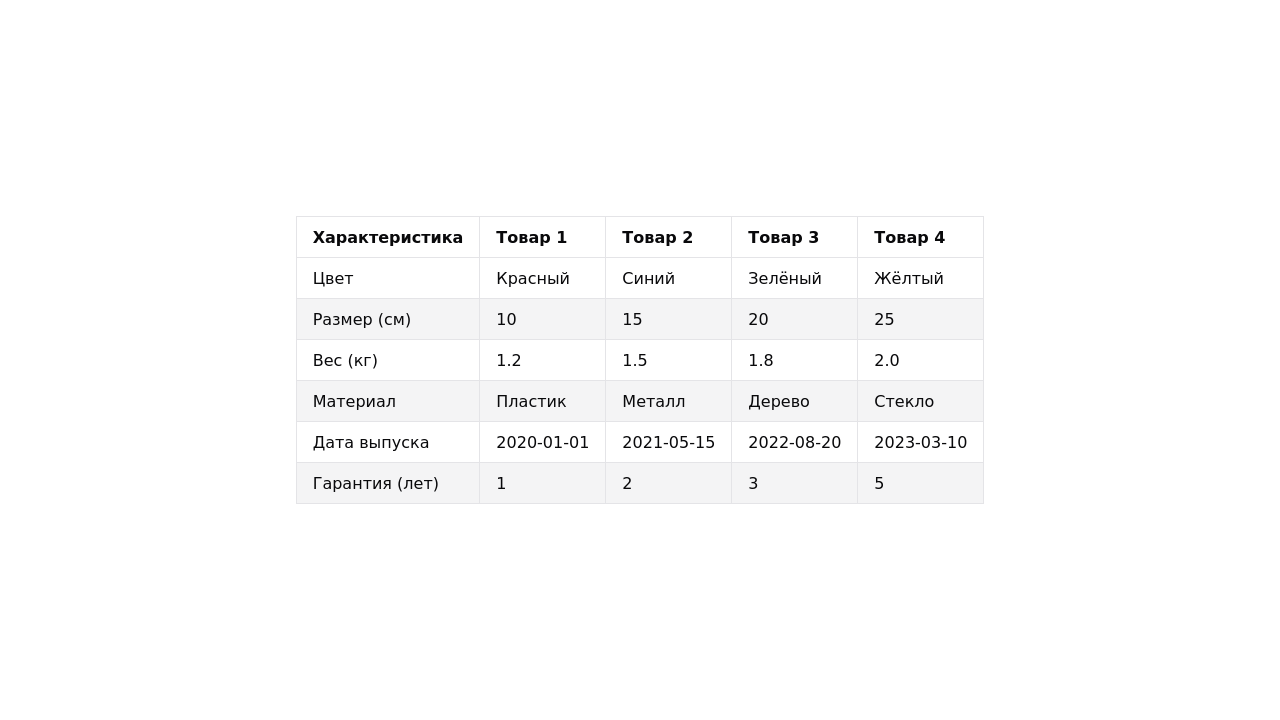 Характеристика Товар 1 Товар 2 Товар 3 Товар 4
Цвет Красный Синий Зелёный Жёлтый
Размер (см) 10 15 20 25
Вес (кг) 1.2 1.5 1.8 2.0
Материал Пластик Металл Дерево Стекло
Дата выпуска 2020-01-01 2021-05-15 2022-08-20 2023-03-10
Гарантия (лет) 1 2 3 5